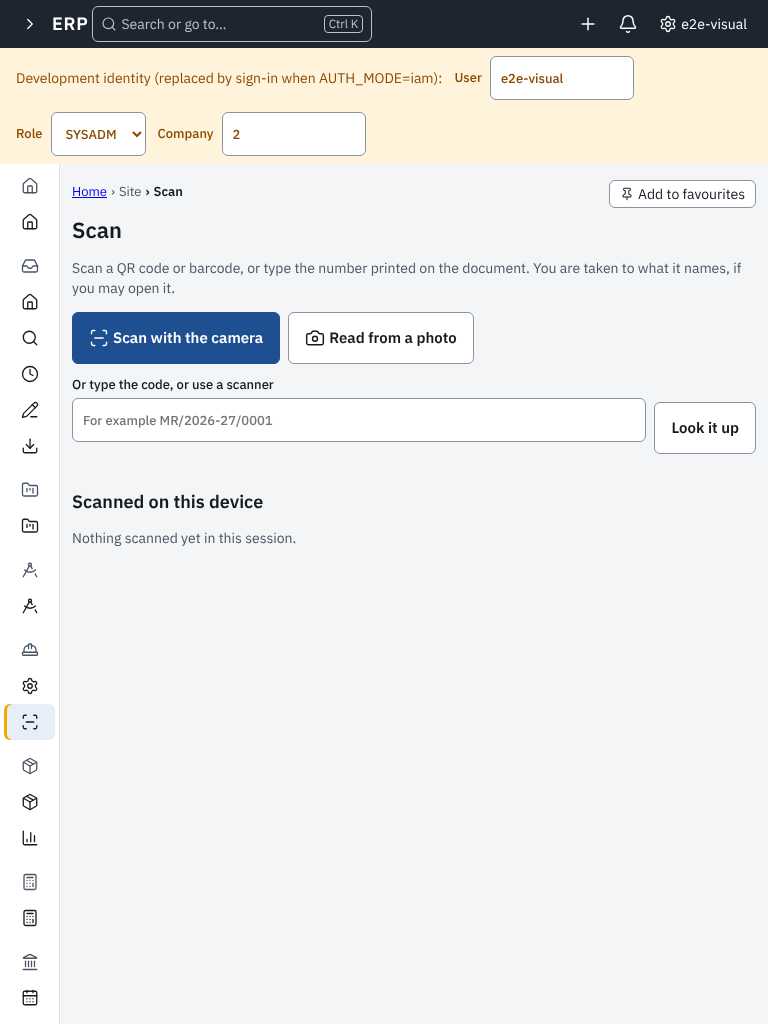 ERP
Search or go to...
Ctrl K
e2e-visual
Development identity (replaced by sign-in when AUTH_MODE=iam):
User
e2e-visual
Role
SYSADM
Company
2
Home › Site › Scan
Add to favourites
Scan
Scan a QR code or barcode, or type the number printed on the document. You are taken to what it names, if
you may open it.
Scan with the camera
Read from a photo
Or type the code, or use a scanner
For example MR/2026-27/0001
Look it up
Scanned on this device
Nothing scanned yet in this session.